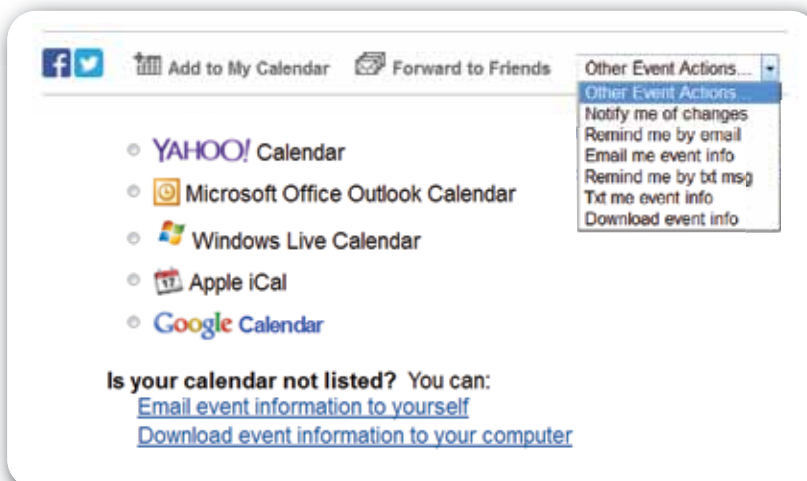 Add to My Calendar Forward to Friends Other Event Actions...
Other Event Actions...
Notify me of changes
Remind me by email
Email me event info
Remind me by txt msg
Txt me event info
Download event info
YAHOO! Calendar
Microsoft Office Outlook Calendar
Windows Live Calendar
17 Apple iCal
Google Calendar
Is your calendar not listed? You can:
Email event information to yourself
Download event information to your computer